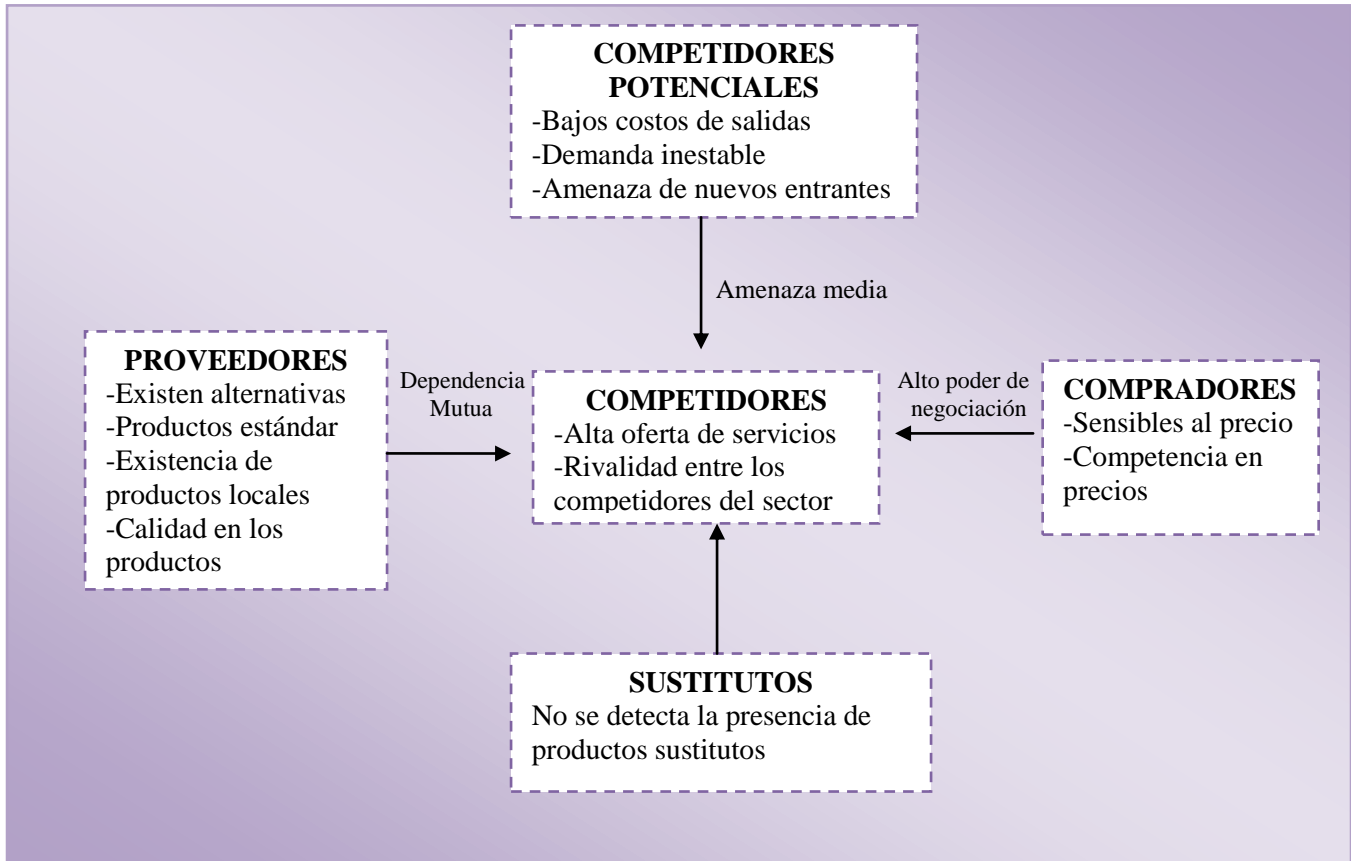 COMPETIDORES
POTENCIALES
-Bajos costos de salidas
-Demanda inestable
-Amenaza de nuevos entrantes
Amenaza media
PROVEEDORES
-Existen alternativas
-Productos estándar
-Existencia de
productos locales
-Calidad en los
productos
Dependencia
Mutua
COMPETIDORES
-Alta oferta de servicios
-Rivalidad entre los
competidores del sector
Alto poder de
negociación
COMPRADORES
-Sensibles al precio
-Competencia en
precios
SUSTITUTOS
No se detecta la presencia de
productos sustitutos